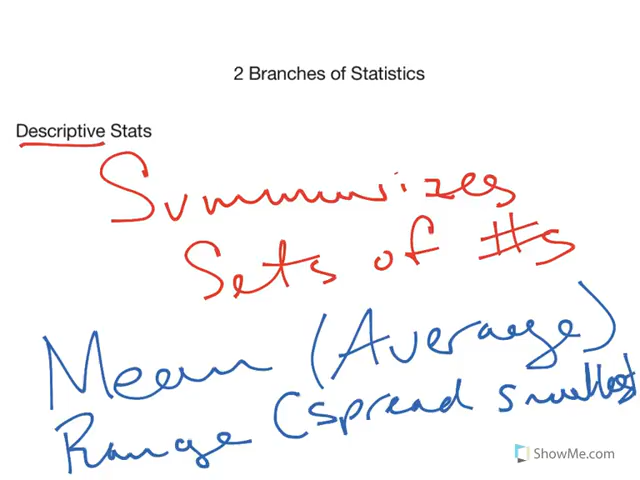 2 Branches of Statistics
Descriptive Stats
Summarizes
Sets of #s
Mean (Average)
Range (spread smallest
ShowMe.com